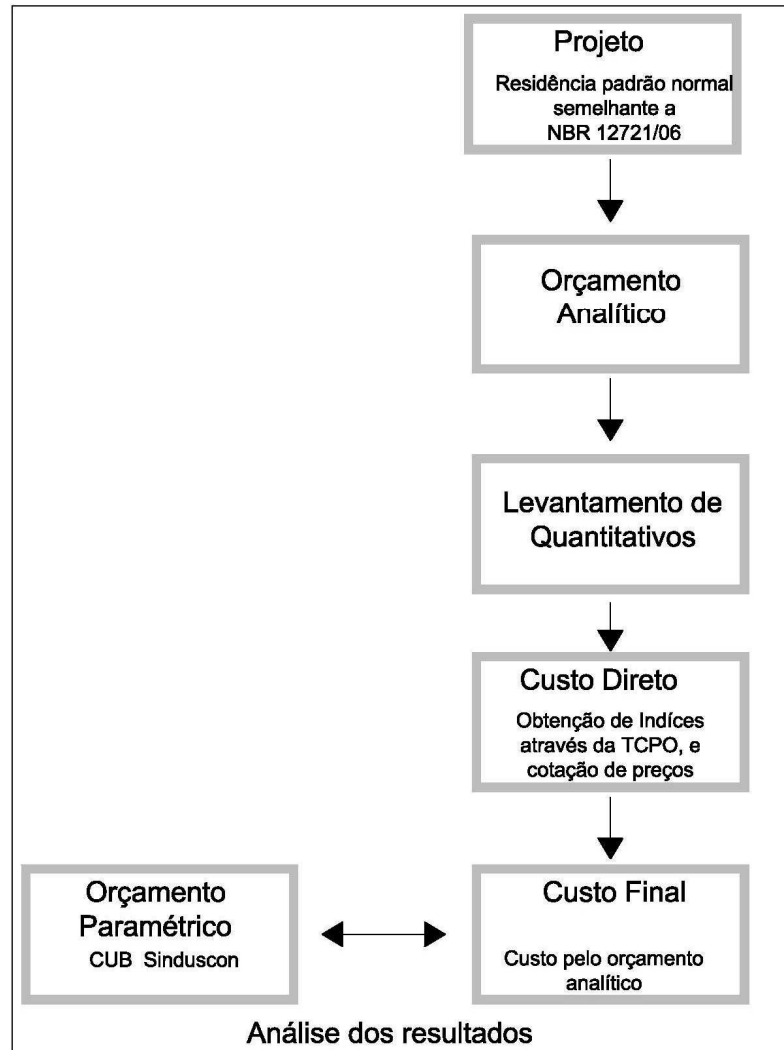 Projeto
Residência padrão normal
semelhante a
NBR 12721/06
Orçamento
Analítico
Levantamento de
Quantitativos
Custo Direto
Obtenção de Indíces
através da TCPO, e
cotação de preços
Orçamento
Paramétrico
CUB Sinduscon
Custo Final
Custo pelo orçamento
analítico
Análise dos resultados